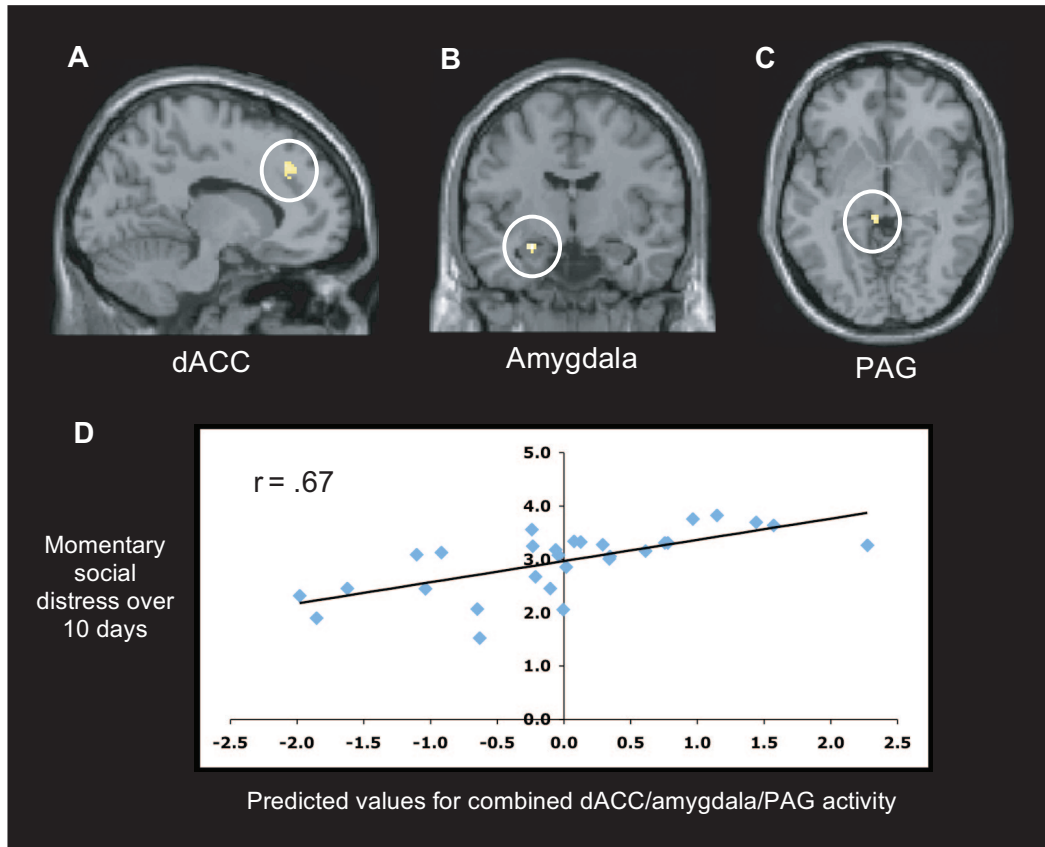 A
B
C
dACC
Amygdala
PAG
D
r = .67
5.0
4.0
3.0
2.0
1.0
0.0
-2.5 -2.0 -1.5 -1.0 -0.5 0.0 0.5 1.0 1.5 2.0 2.5
Momentary
social
distress over
10 days
Predicted values for combined dACC/amygdala/PAG activity